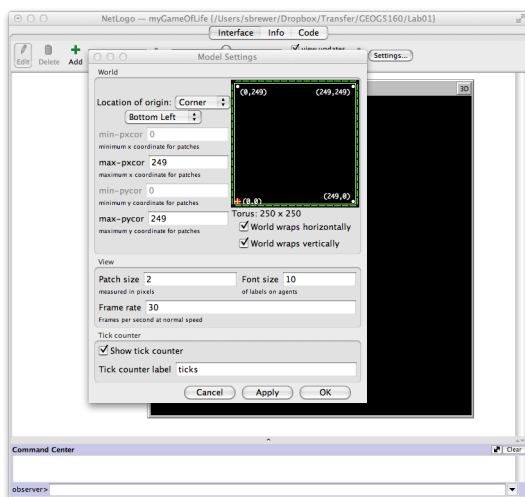 NetLogo — myGameOfLife {/Users/sbrewer/Dropbox/Transfer/GEOG5160/Lab01}
Interface Info Code
Edit Delete Add
view updates
Settings...
Model Settings
3D
World
Location of origin: Corner
Bottom Left
min-pxcor 0
minimum x coordinate for patches
max-pxcor 249
maximum x coordinate for patches
min-pycor 0
minimum y coordinate for patches
max-pycor 249
maximum y coordinate for patches
(0,249) (249,249)
(0,0) (249,0)
Torus: 250 x 250
World wraps horizontally
World wraps vertically
View
Patch size 2 Font size 10
measured in pixels of labels on agents
Frame rate 30
Frames per second at normal speed
Tick counter
Show tick counter
Tick counter label ticks
Cancel Apply OK
Command Center Clear
observer>